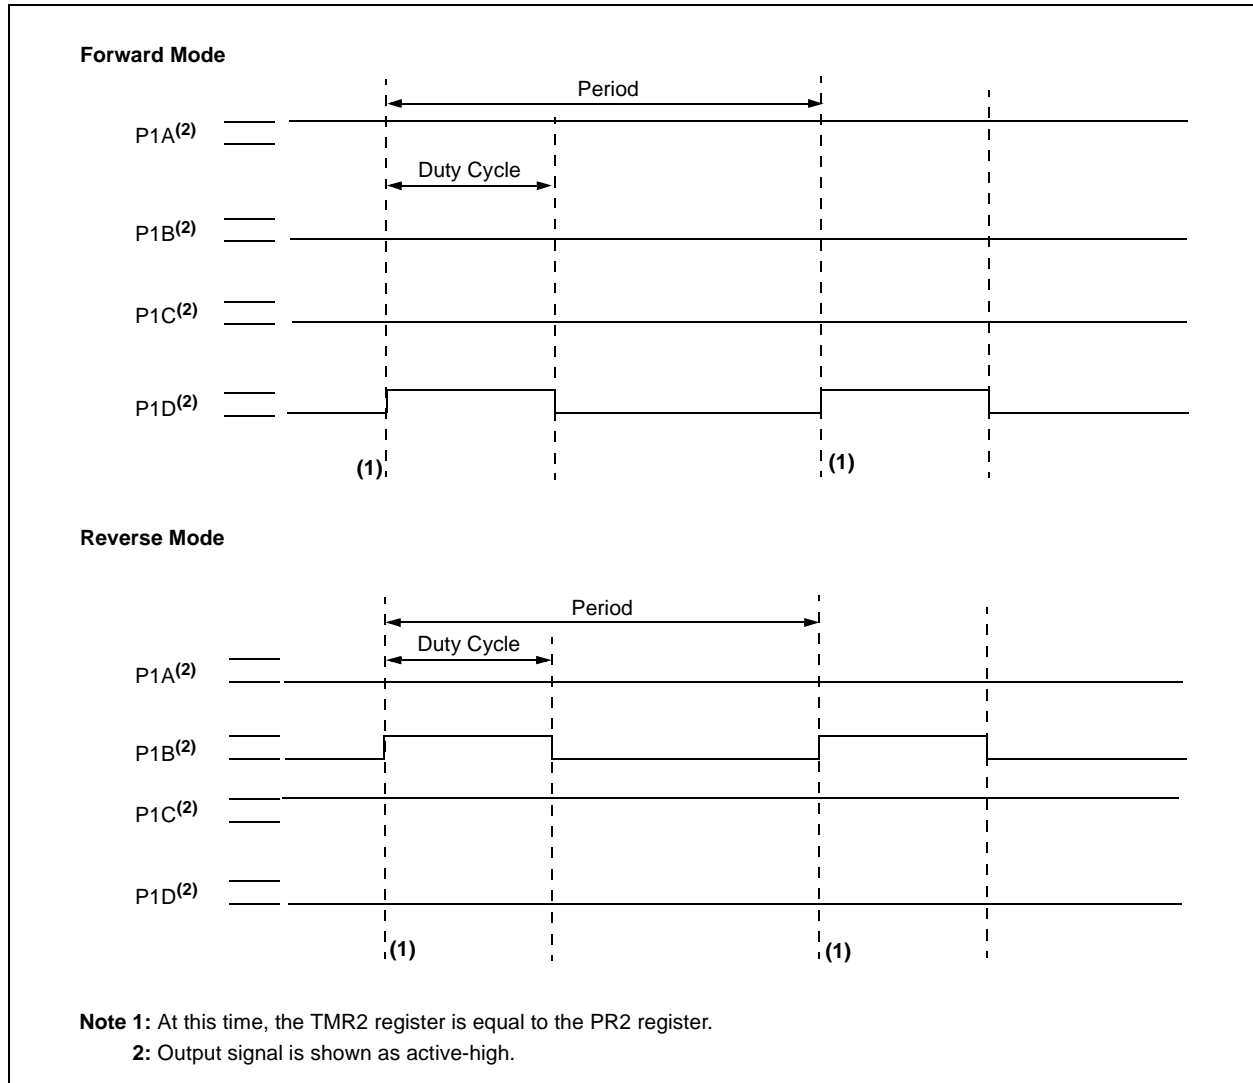 Forward Mode
Period
P1A(2)
Duty Cycle
P1B(2)
P1C(2)
P1D(2)
(1)
(1)
Reverse Mode
Period
Duty Cycle
P1A(2)
P1B(2)
P1C(2)
P1D(2)
(1)
(1)
Note 1: At this time, the TMR2 register is equal to the PR2 register.
2: Output signal is shown as active-high.